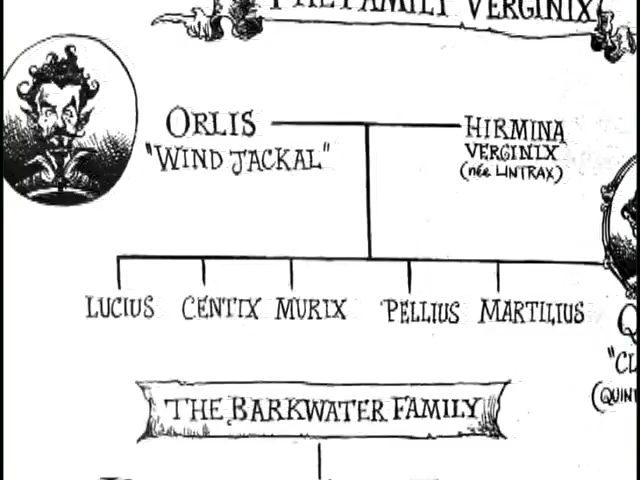 THE FAMILY VERGINIX
ORLIS
"WIND JACKAL"
HIRMINA
VERGINIX
(née LINTRAX)
LUCIUS CENTIX MURIX PELLIUS MARTILIUS
THE BARKWATER FAMILY